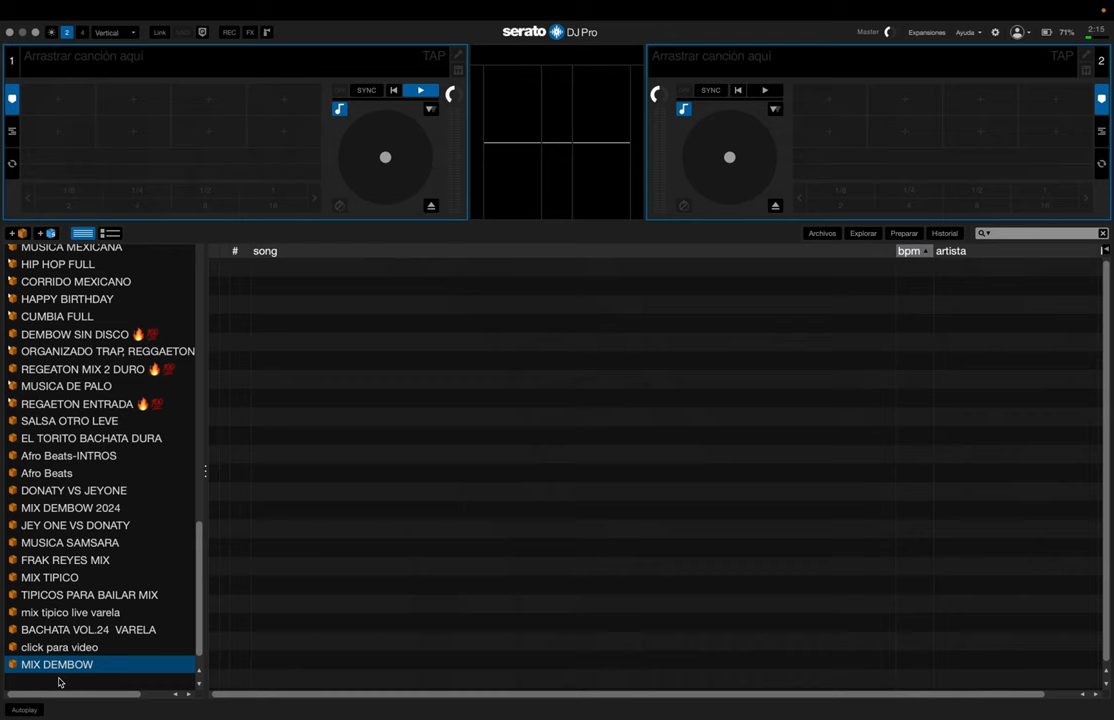 2 4 Vertical Link REC FX serato DJ Pro Master Expansiones Ayuda 71% 2:15
1 Arrastrar canción aquí TAP Arrastrar canción aquí TAP 2
SYNC SYNC
1/8 1/4 1/2 1 1/8 1/4 1/2 1
2 4 8 16 2 4 8 16
Archivos Explorar Preparar Historial
# song bpm artista
MUSICA MEXICANA
HIP HOP FULL
CORRIDO MEXICANO
HAPPY BIRTHDAY
CUMBIA FULL
DEMBOW SIN DISCO 🔥💯
ORGANIZADO TRAP, REGGAETON
REGEATON MIX 2 DURO 🔥💯
MUSICA DE PALO
REGAETON ENTRADA 🔥💯
SALSA OTRO LEVE
EL TORITO BACHATA DURA
Afro Beats-INTROS
Afro Beats
DONATY VS JEYONE
MIX DEMBOW 2024
JEY ONE VS DONATY
MUSICA SAMSARA
FRAK REYES MIX
MIX TIPICO
TIPICOS PARA BAILAR MIX
mix tipico live varela
BACHATA VOL.24 VARELA
click para video
MIX DEMBOW
Autoplay